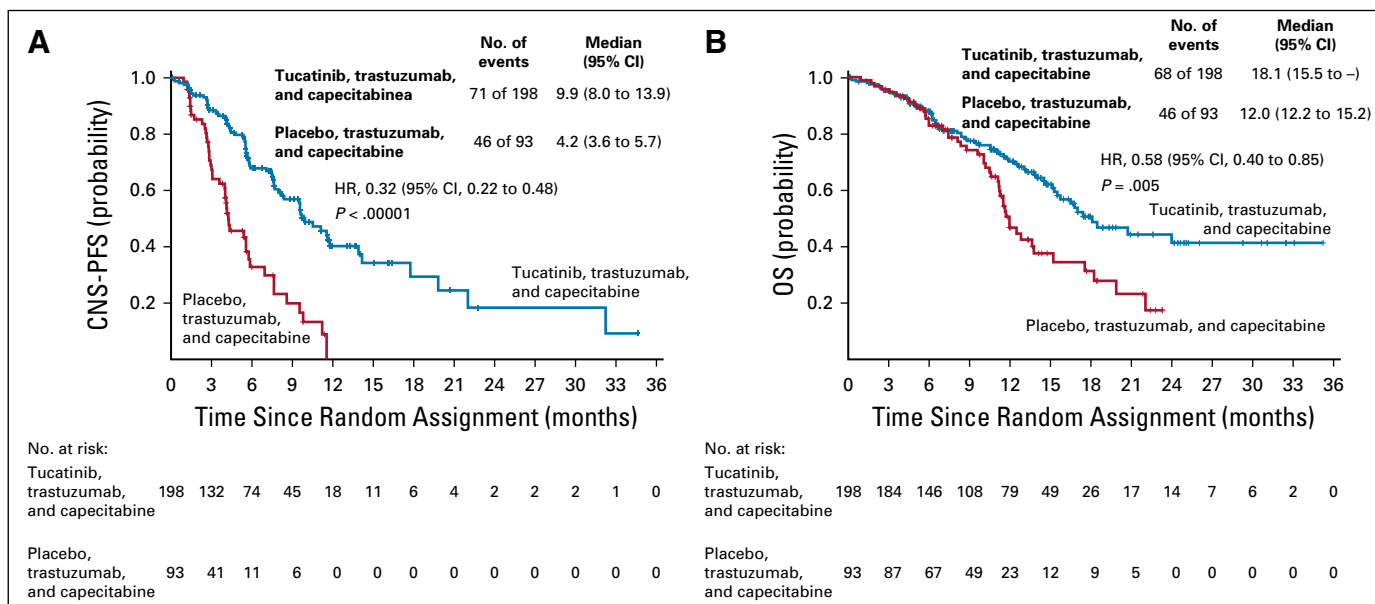 A
No. of events
Median (95% CI)
Tucatinib, trastuzumab, and capecitabinea
71 of 198
9.9 (8.0 to 13.9)
Placebo, trastuzumab, and capecitabine
46 of 93
4.2 (3.6 to 5.7)
HR, 0.32 (95% CI, 0.22 to 0.48)
P < .00001
CNS-PFS (probability)
1.0
0.8
0.6
0.4
0.2
Tucatinib, trastuzumab,
and capecitabine
Placebo,
trastuzumab,
and capecitabine
0 3 6 9 12 15 18 21 24 27 30 33 36
Time Since Random Assignment (months)
No. at risk:
Tucatinib,
trastuzumab,
and capecitabine
198 132 74 45 18 11 6 4 2 2 2 1 0
Placebo,
trastuzumab,
and capecitabine
93 41 11 6 0 0 0 0 0 0 0 0 0
B
No. of events
Median (95% CI)
Tucatinib, trastuzumab, and capecitabine
68 of 198
18.1 (15.5 to –)
Placebo, trastuzumab, and capecitabine
46 of 93
12.0 (12.2 to 15.2)
HR, 0.58 (95% CI, 0.40 to 0.85)
P = .005
OS (probability)
1.0
0.8
0.6
0.4
0.2
Tucatinib, trastuzumab,
and capecitabine
Placebo, trastuzumab, and capecitabine
0 3 6 9 12 15 18 21 24 27 30 33 36
Time Since Random Assignment (months)
No. at risk:
Tucatinib,
trastuzumab,
and capecitabine
198 184 146 108 79 49 26 17 14 7 6 2 0
Placebo,
trastuzumab,
and capecitabine
93 87 67 49 23 12 9 5 0 0 0 0 0